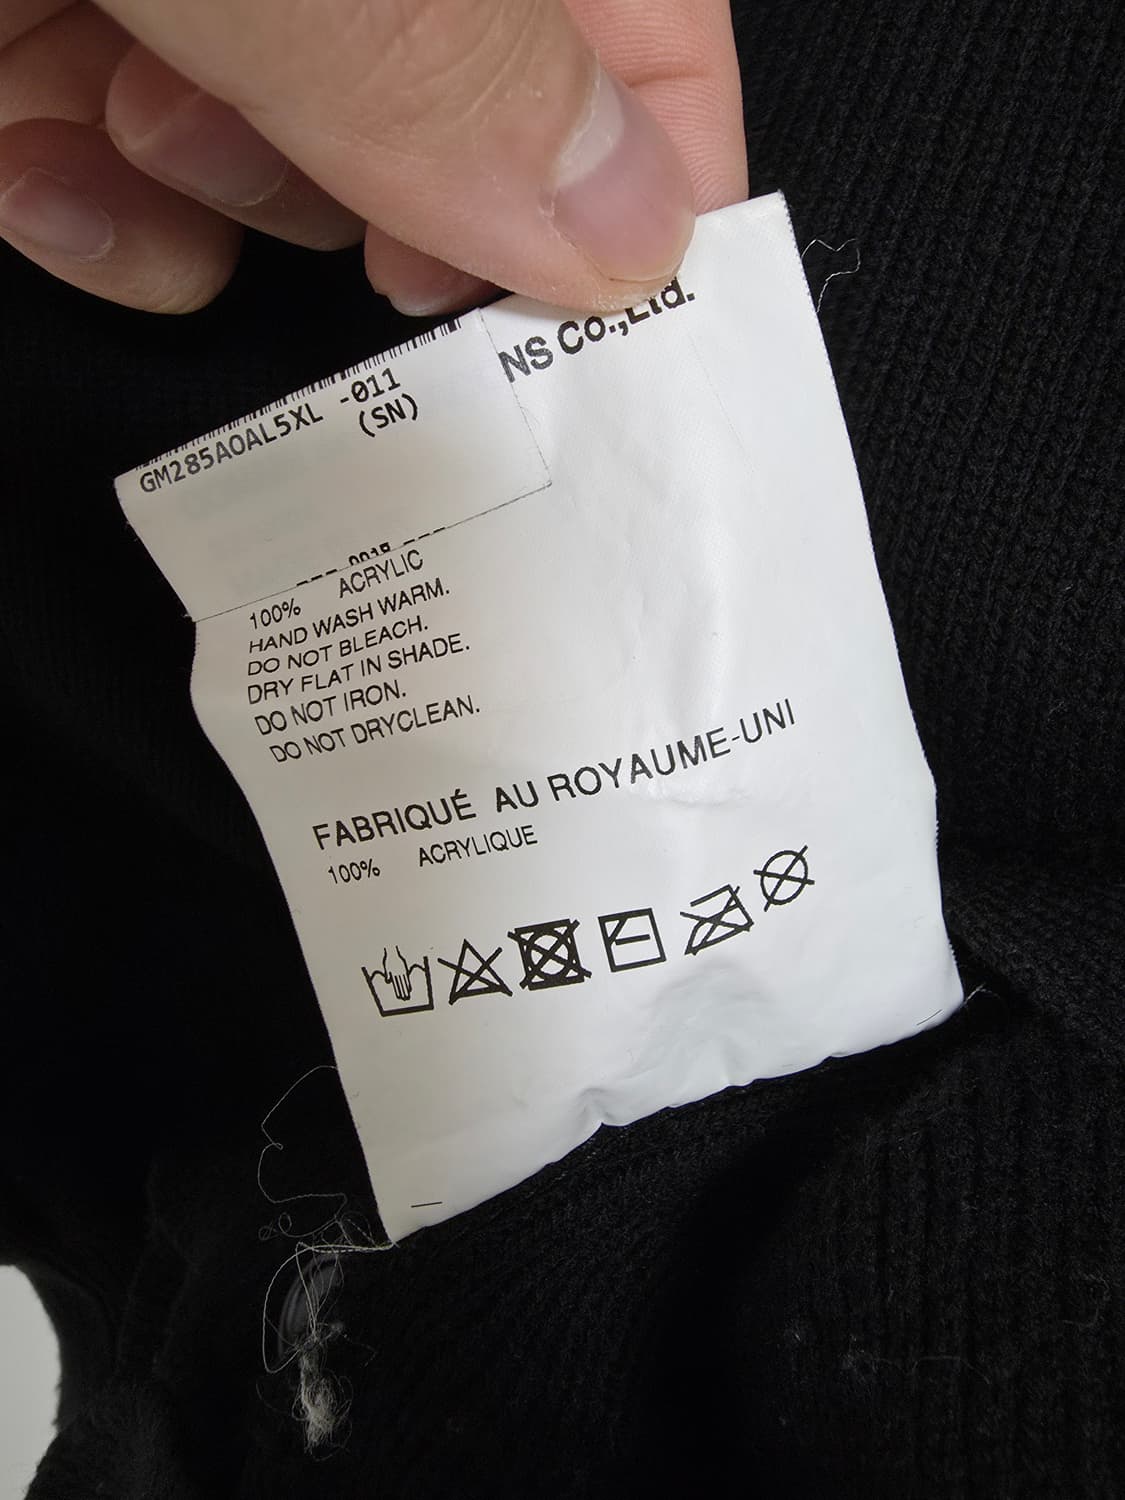 NS Co.,Ltd.
GM285AOAL5XL -011
(SN)
100% ACRYLIC
HAND WASH WARM.
DO NOT BLEACH.
DRY FLAT IN SHADE.
DO NOT IRON.
DO NOT DRYCLEAN.
FABRIQUÉ AU ROYAUME-UNI
100% ACRYLIQUE